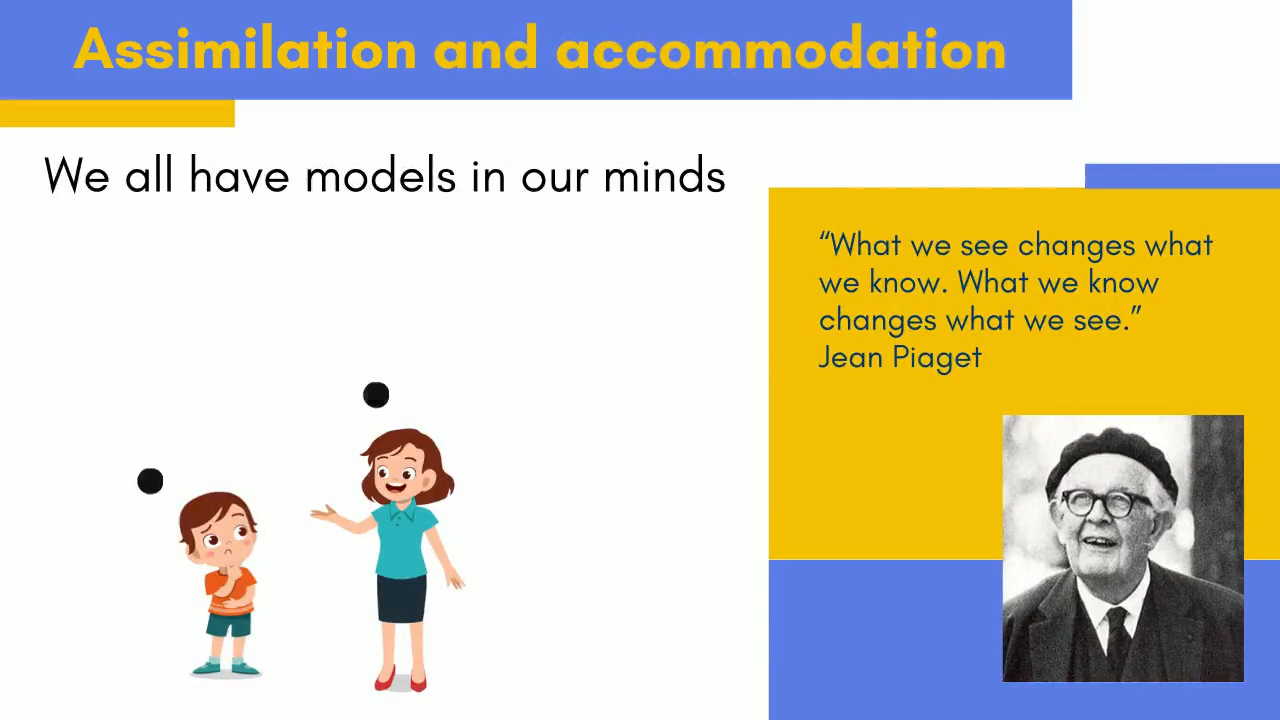 Assimilation and accommodation
We all have models in our minds
“What we see changes what
we know. What we know
changes what we see.”
Jean Piaget